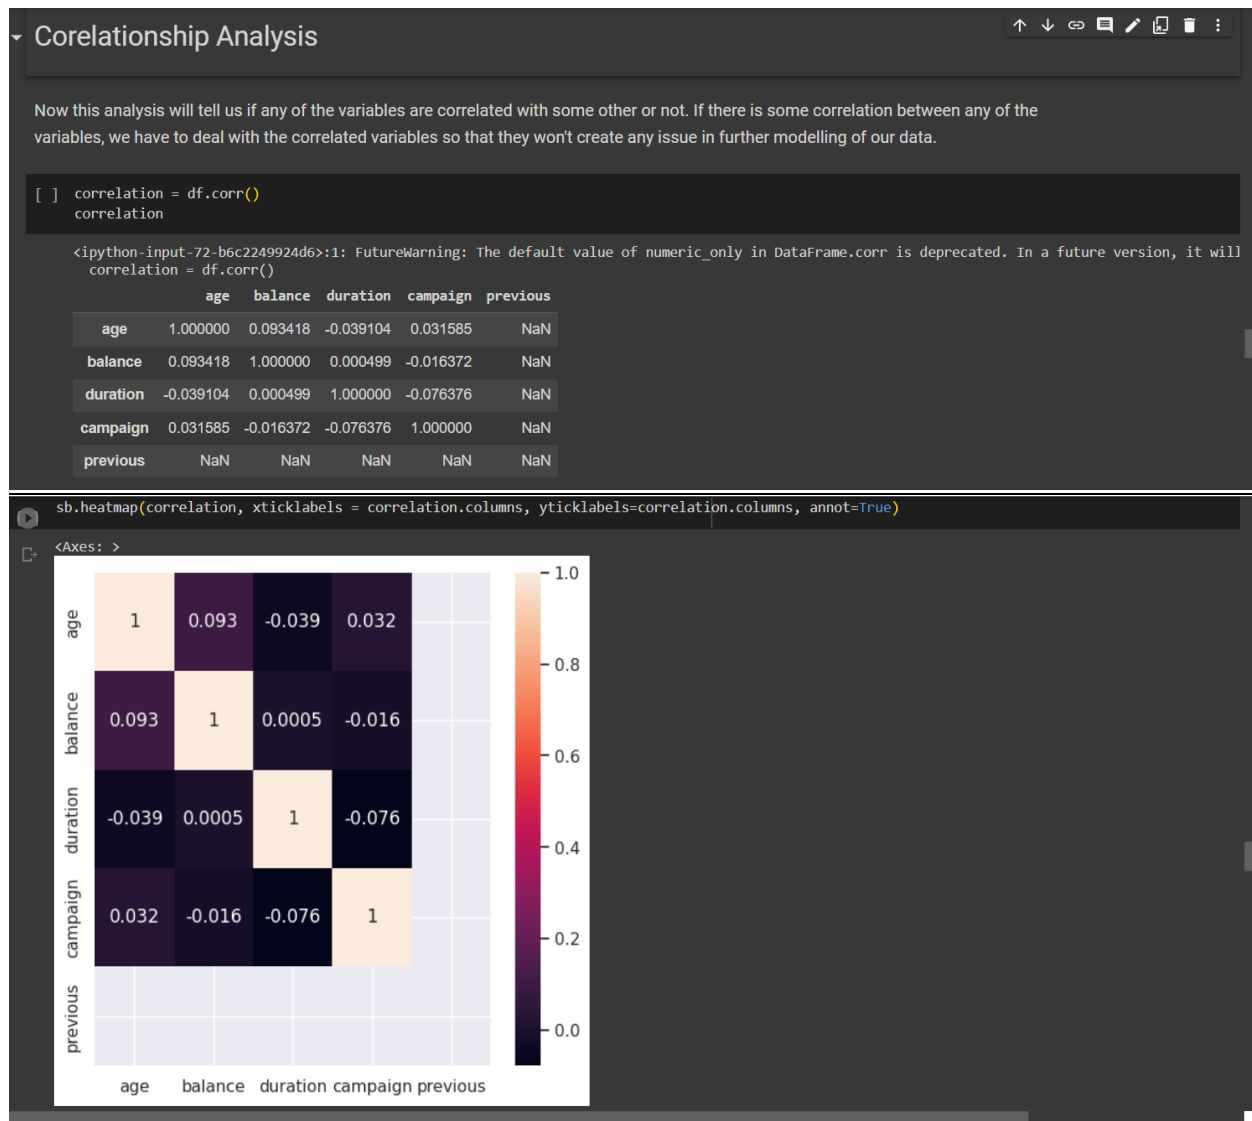 Corelationship Analysis
Now this analysis will tell us if any of the variables are correlated with some other or not. If there is some correlation between any of the
variables, we have to deal with the correlated variables so that they won't create any issue in further modelling of our data.
[ ] correlation = df.corr()
correlation
<ipython-input-72-b6c2249924d6>:1: FutureWarning: The default value of numeric_only in DataFrame.corr is deprecated. In a future version, it will
correlation = df.corr()
age balance duration campaign previous
age 1.000000 0.093418 -0.039104 0.031585 NaN
balance 0.093418 1.000000 0.000499 -0.016372 NaN
duration -0.039104 0.000499 1.000000 -0.076376 NaN
campaign 0.031585 -0.016372 -0.076376 1.000000 NaN
previous NaN NaN NaN NaN NaN
sb.heatmap(correlation, xticklabels = correlation.columns, yticklabels=correlation.columns, annot=True)
<Axes: >
1.0
age 1 0.093 -0.039 0.032
0.8
balance 0.093 1 0.0005 -0.016
0.6
duration -0.039 0.0005 1 -0.076
0.4
campaign 0.032 -0.016 -0.076 1
0.2
previous
0.0
age balance duration campaign previous